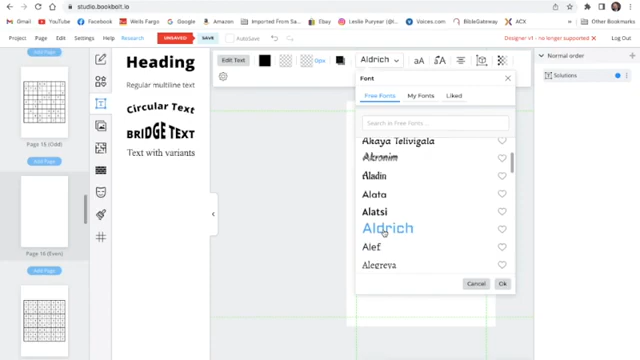 studio.bookbolt.io
Gmail
YouTube
Facebook
Wells Fargo
Google
Amazon
Imported From Sa...
Translate
Voices.com
BibleGateway
ACX
Other Bookmarks
Project Page Edit Settings Help Research
UNSAVED
SAVE
AutoSave
Designer v1 - no longer supported
Log Out
Add Page
Page 15 (Odd)
Add Page
Page 16 (Even)
Add Page
Heading
Regular multiline text
Circular Text
BRIDGE TEXT
Text with variants
Edit Text
0px
Aldrich
aA
Font
Free Fonts
My Fonts
Liked
Search in Free Fonts...
Akaya Telivigala
Akronim
Aladin
Alata
Alatsi
Aldrich
Alef
Alegreya
Cancel
Ok
Normal order
Solutions